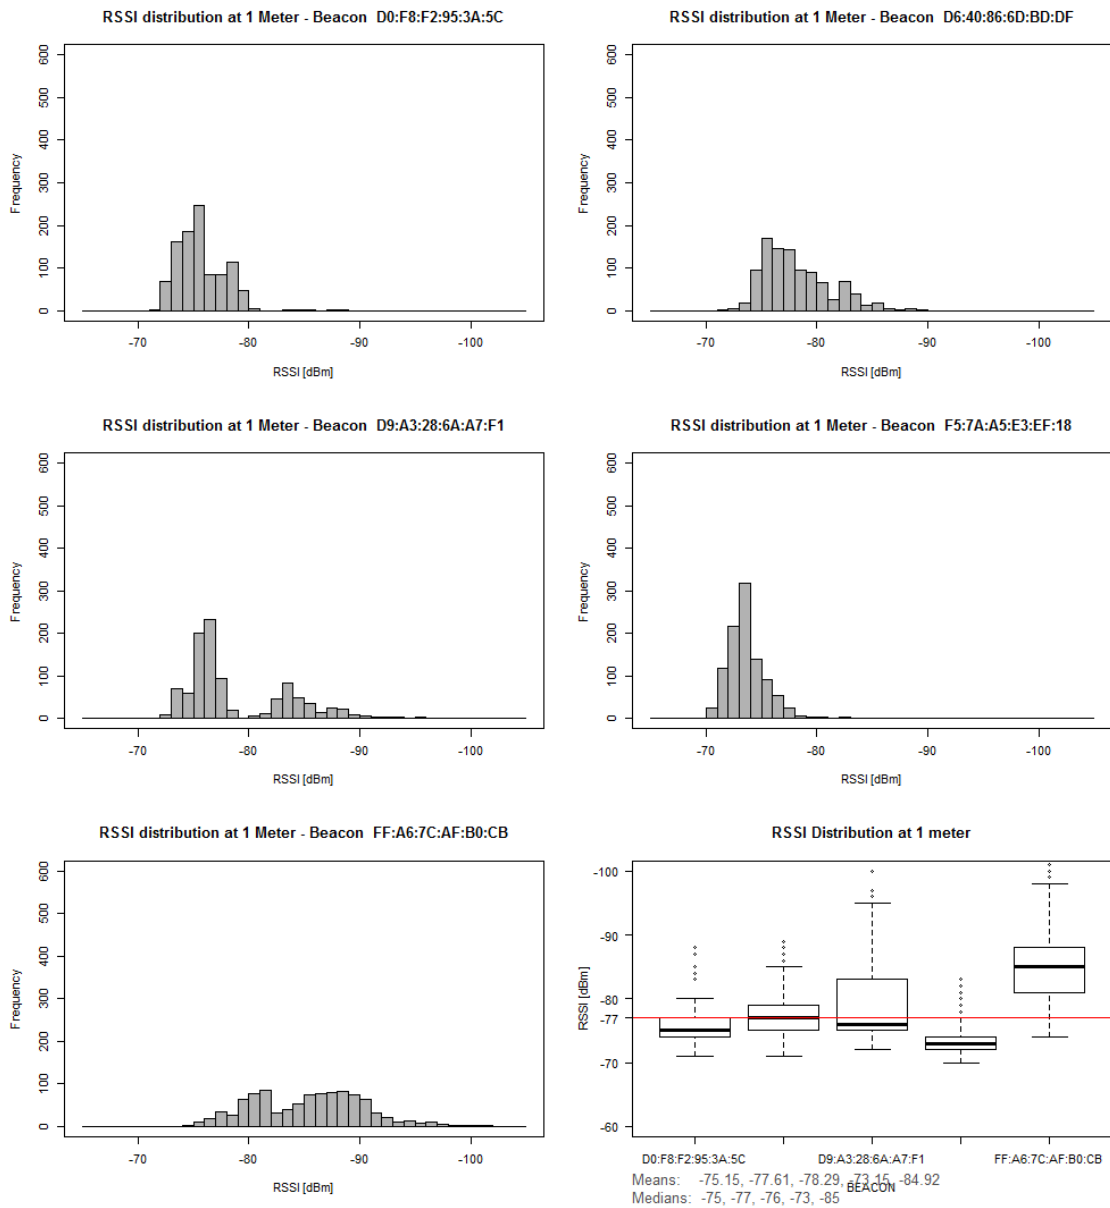 RSSI distribution at 1 Meter - Beacon  D0:F8:F2:95:3A:5C
600
500
400
300
200
100
0
Frequency
-70 -80 -90 -100
RSSI [dBm]
RSSI distribution at 1 Meter - Beacon  D6:40:86:6D:BD:DF
600
500
400
300
200
100
0
Frequency
-70 -80 -90 -100
RSSI [dBm]
RSSI distribution at 1 Meter - Beacon  D9:A3:28:6A:A7:F1
600
500
400
300
200
100
0
Frequency
-70 -80 -90 -100
RSSI [dBm]
RSSI distribution at 1 Meter - Beacon  F5:7A:A5:E3:EF:18
600
500
400
300
200
100
0
Frequency
-70 -80 -90 -100
RSSI [dBm]
RSSI distribution at 1 Meter - Beacon  FF:A6:7C:AF:B0:CB
600
500
400
300
200
100
0
Frequency
-70 -80 -90 -100
RSSI [dBm]
RSSI Distribution at 1 meter
-100
-90
-80
-77
-70
-60
RSSI [dBm]
D0:F8:F2:95:3A:5C D9:A3:28:6A:A7:F1 FF:A6:7C:AF:B0:CB
Means: -75.15, -77.61, -78.29, -73.15, -84.92
BEACON
Medians: -75, -77, -76, -73, -85